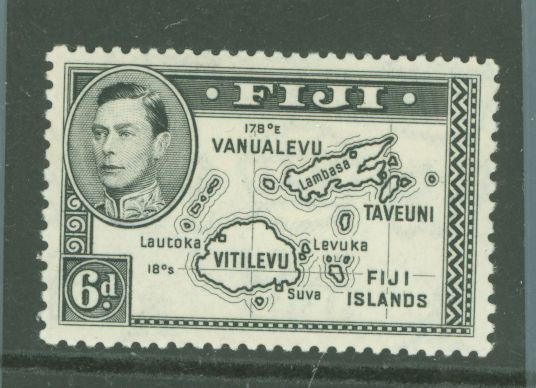 • FIJI •
178°E
VANUALEVU
Lambasa
TAVEUNI
Lautoka
Levuka
VITILEVU
18°S
FIJI
ISLANDS
Suva
6d.